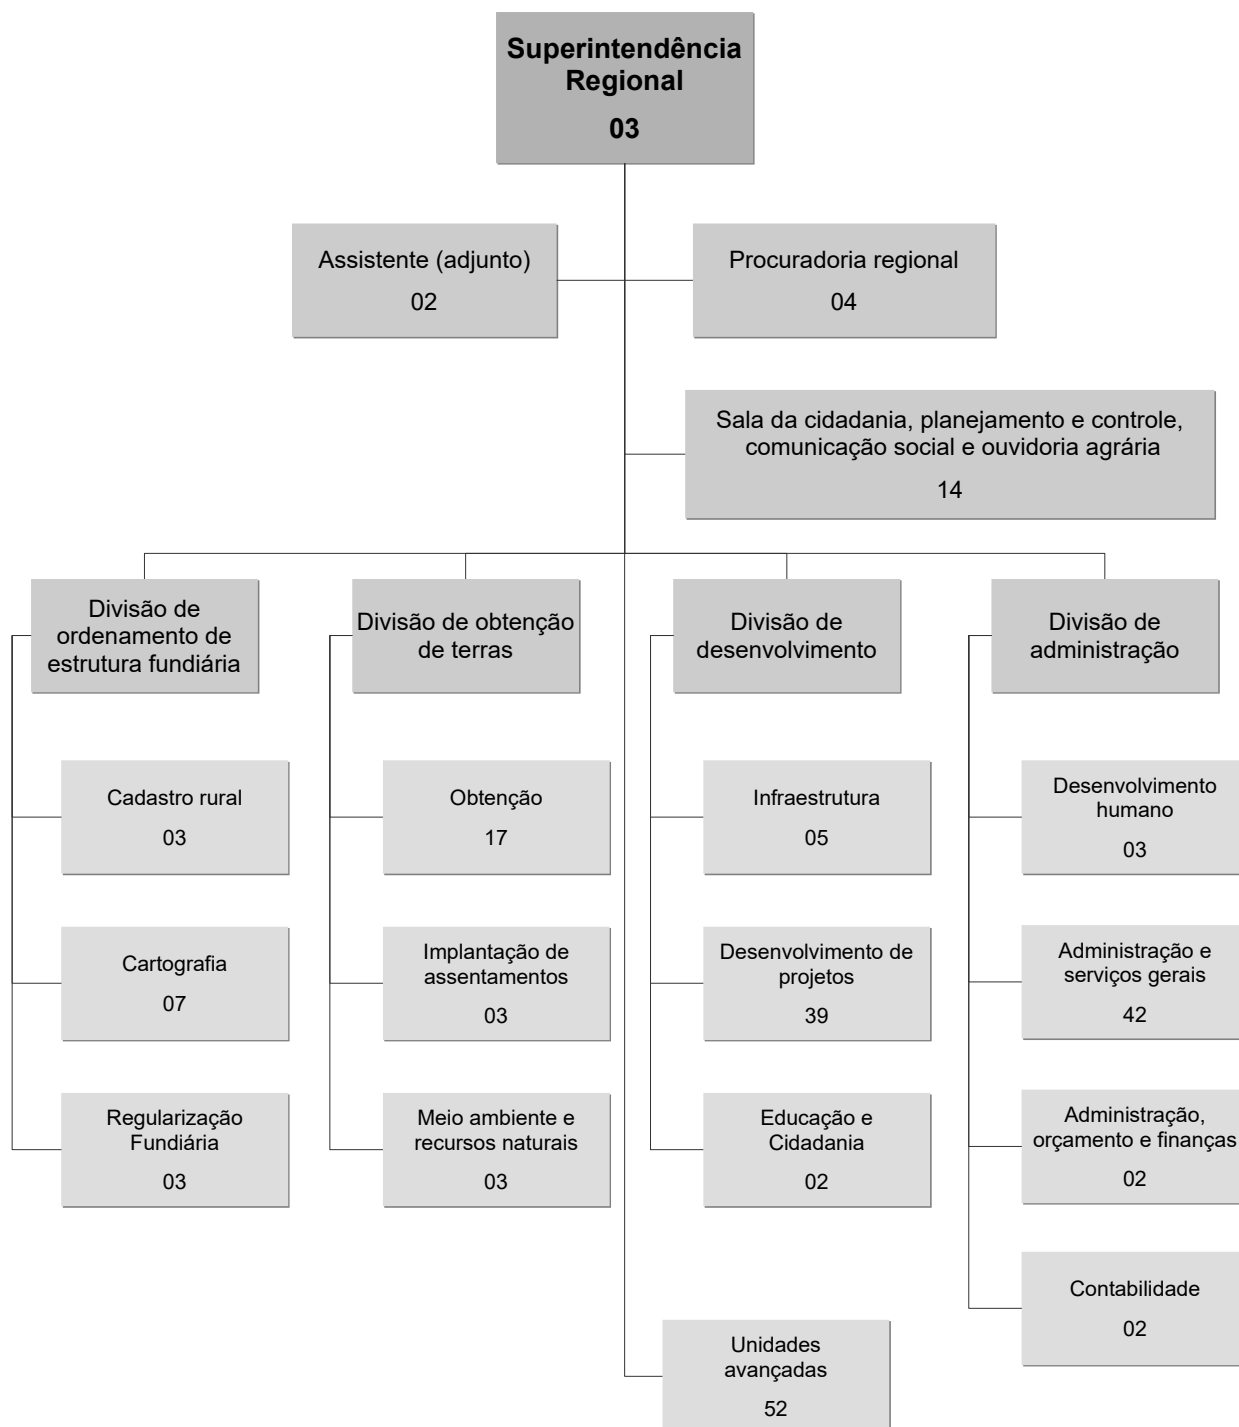 Superintendência
Regional
03
Assistente (adjunto)
02
Procuradoria regional
04
Sala da cidadania, planejamento e controle,
comunicação social e ouvidoria agrária
14
Divisão de
ordenamento de
estrutura fundiária
Divisão de obtenção
de terras
Divisão de
desenvolvimento
Divisão de
administração
Cadastro rural
03
Obtenção
17
Infraestrutura
05
Desenvolvimento
humano
03
Cartografia
07
Implantação de
assentamentos
03
Desenvolvimento de
projetos
39
Administração e
serviços gerais
42
Regularização
Fundiária
03
Meio ambiente e
recursos naturais
03
Educação e
Cidadania
02
Administração,
orçamento e finanças
02
Contabilidade
02
Unidades
avançadas
52